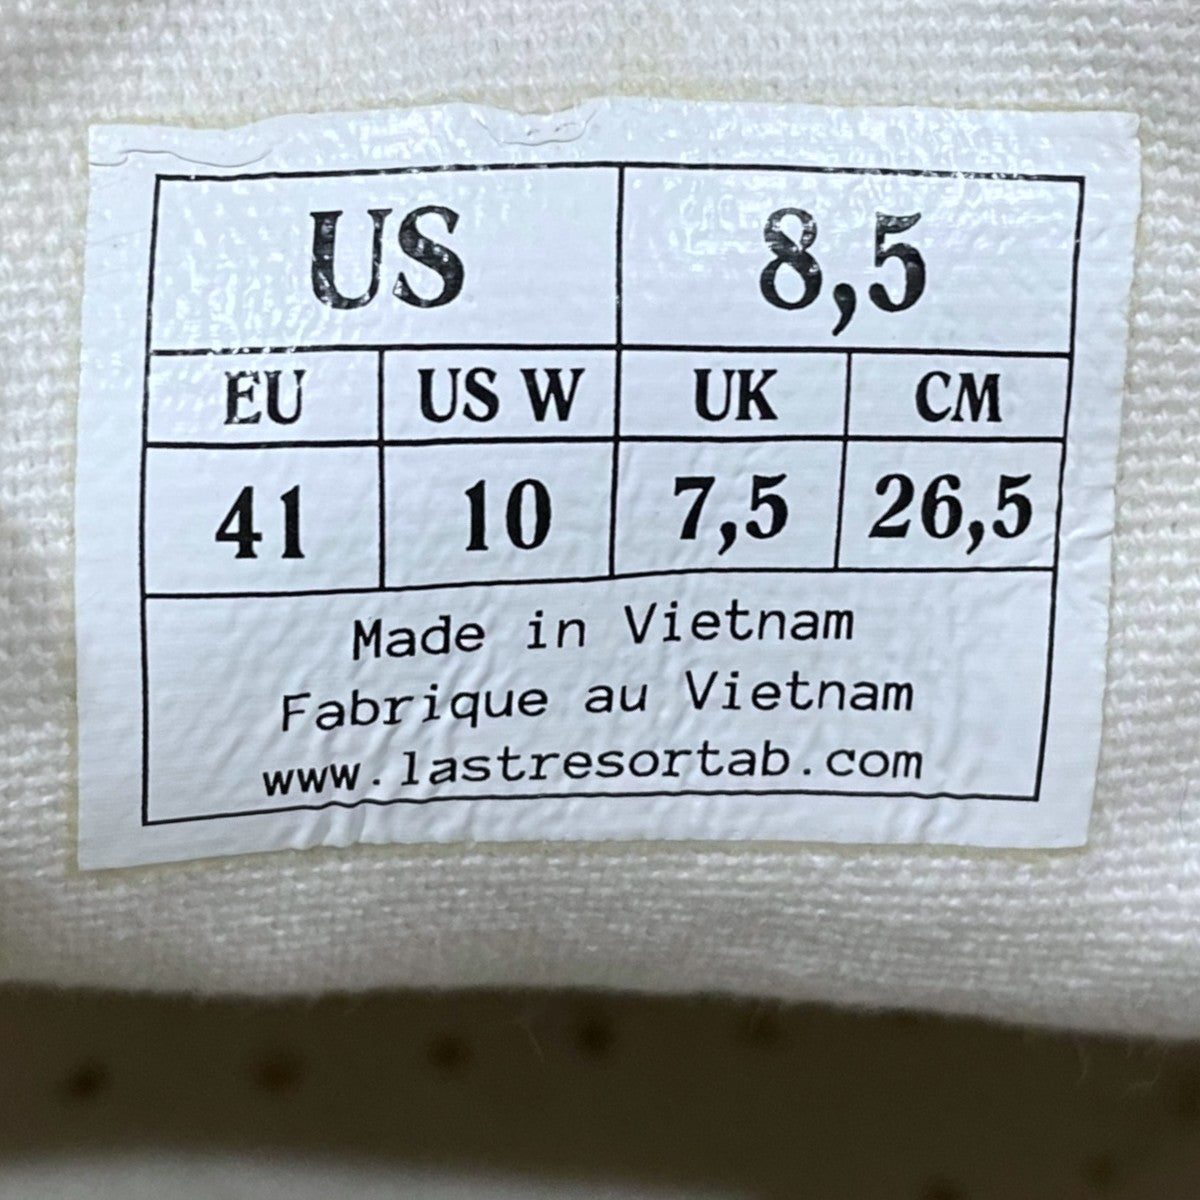 US 8,5
EU US W UK CM
41 10 7,5 26,5
Made in Vietnam
Fabrique au Vietnam
www.lastresortab.com